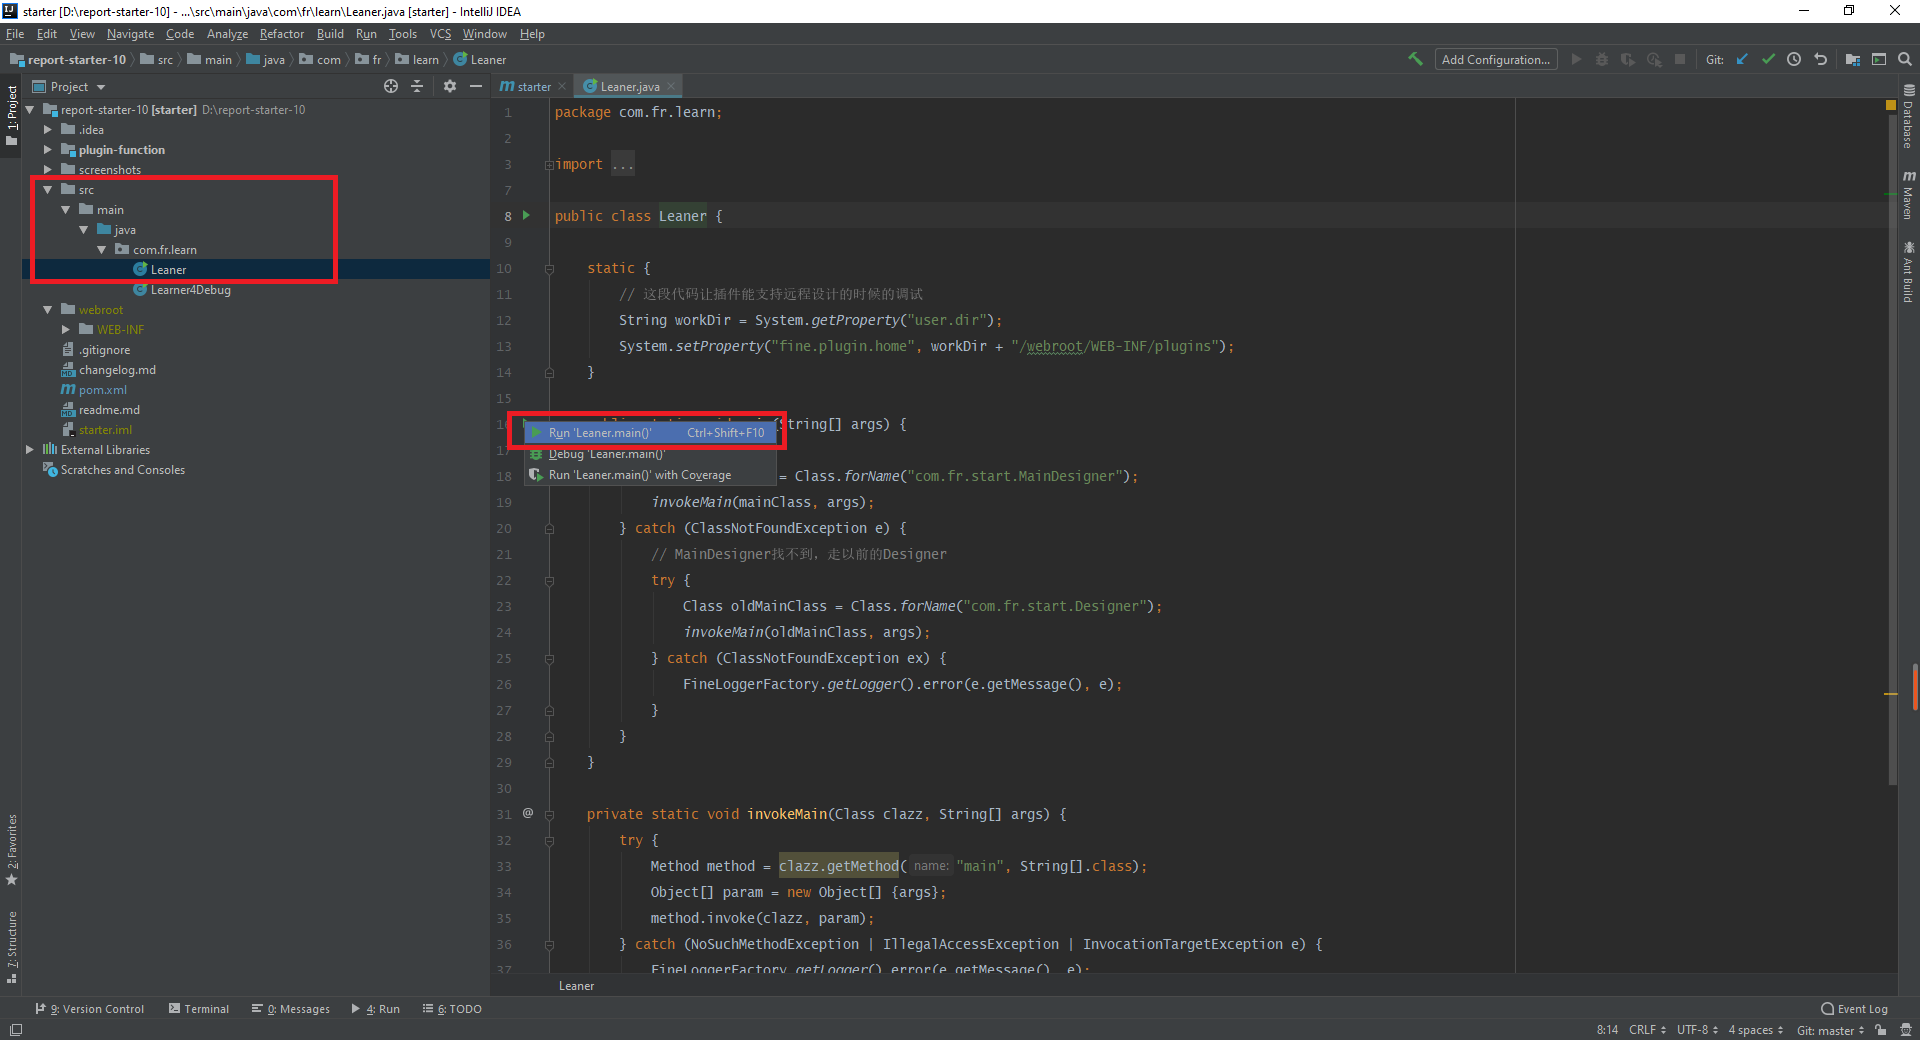 starter [D:\report-starter-10] - ...\src\main\java\com\fr\learn\Leaner.java [starter] - IntelliJ IDEA
File Edit View Navigate Code Analyze Refactor Build Run Tools VCS Window Help
report-starter-10 src main java com fr learn Leaner
Add Configuration... Git:
Project
starter Leaner.java
1: Project
report-starter-10 [starter] D:\report-starter-10
.idea
plugin-function
screenshots
src
main
java
com.fr.learn
Leaner
Learner4Debug
webroot
WEB-INF
.gitignore
changelog.md
pom.xml
readme.md
starter.iml
External Libraries
Scratches and Consoles
2: Favorites
7: Structure
1 package com.fr.learn;
2
3 import ...
7
8 public class Leaner {
9
10 static {
11 // 这段代码让插件能支持远程设计的时候的调试
12 String workDir = System.getProperty("user.dir");
13 System.setProperty("fine.plugin.home", workDir + "/webroot/WEB-INF/plugins");
14 }
15
String[] args) {
Run 'Leaner.main()' Ctrl+Shift+F10
Debug 'Leaner.main()'
Run 'Leaner.main()' with Coverage
18 = Class.forName("com.fr.start.MainDesigner");
19 invokeMain(mainClass, args);
20 } catch (ClassNotFoundException e) {
21 // MainDesigner找不到，走以前的Designer
22 try {
23 Class oldMainClass = Class.forName("com.fr.start.Designer");
24 invokeMain(oldMainClass, args);
25 } catch (ClassNotFoundException ex) {
26 FineLoggerFactory.getLogger().error(e.getMessage(), e);
27 }
28 }
29 }
30
31 @ private static void invokeMain(Class clazz, String[] args) {
32 try {
33 Method method = clazz.getMethod( name: "main", String[].class);
34 Object[] param = new Object[] {args};
35 method.invoke(clazz, param);
36 } catch (NoSuchMethodException | IllegalAccessException | InvocationTargetException e) {
37 FineLoggerFactory.getLogger().error(e.getMessage(), e);
Leaner
Database
Maven
Ant Build
9: Version Control Terminal 0: Messages 4: Run 6: TODO Event Log
8:14 CRLF UTF-8 4 spaces Git: master